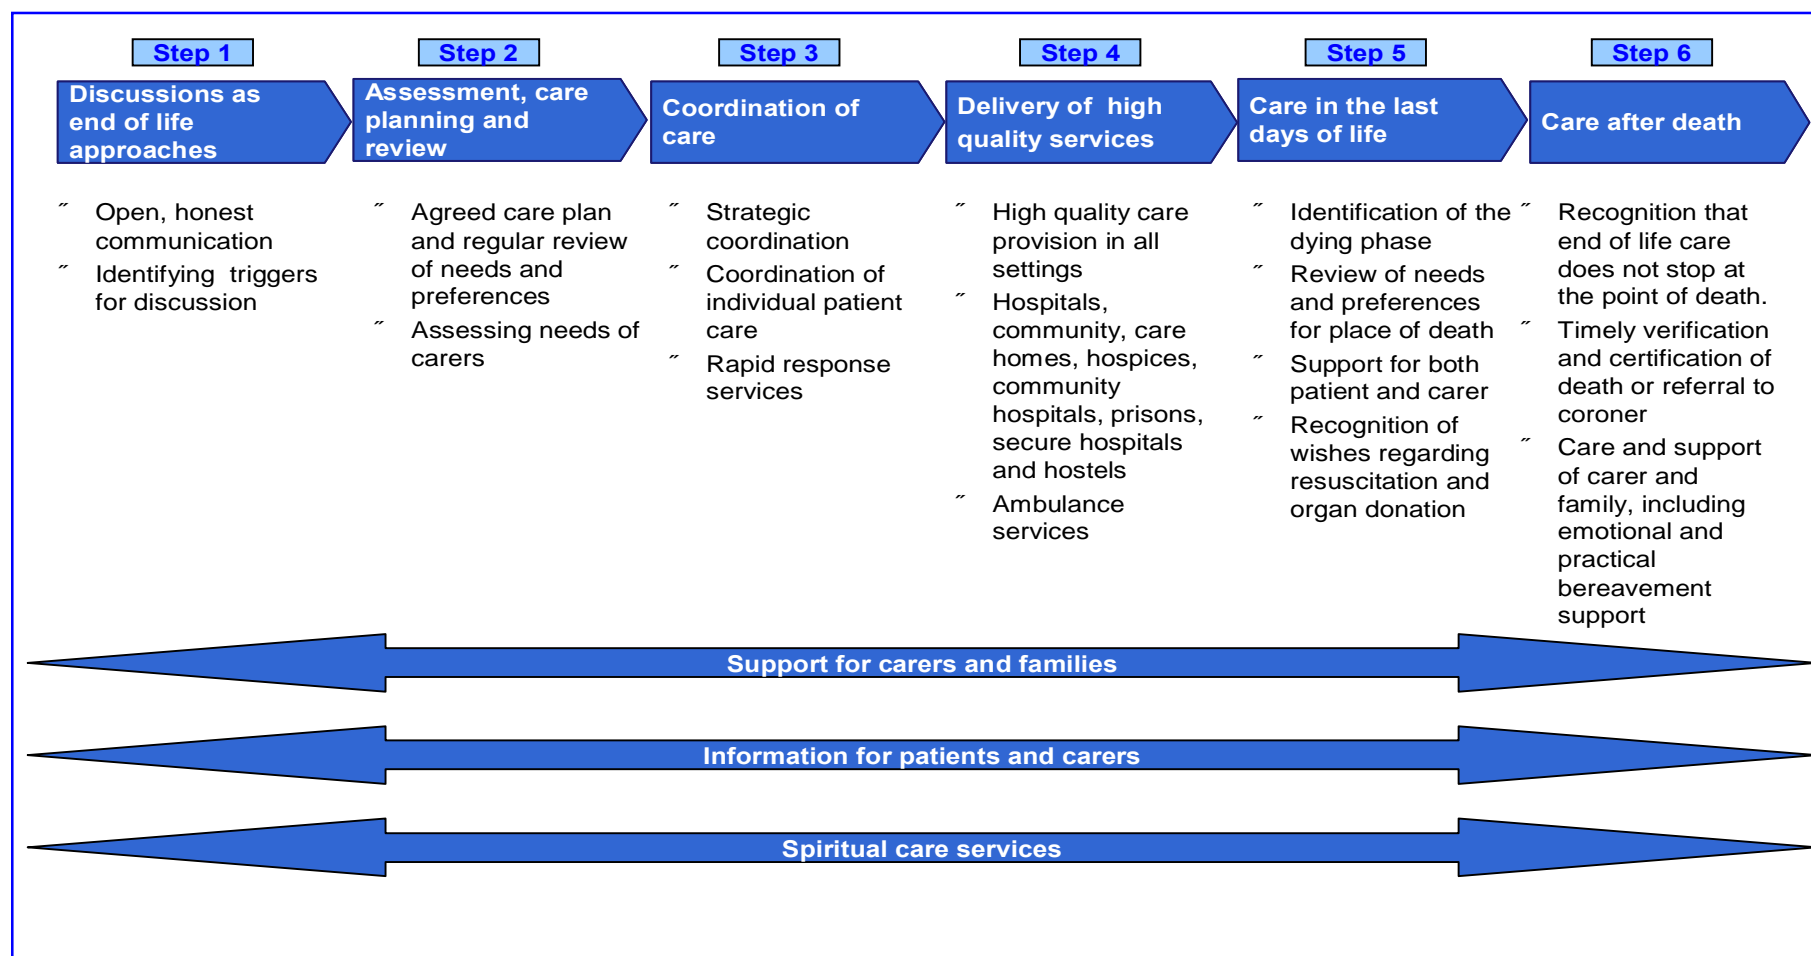 Step 1
Discussions as
end of life
approaches
˝ Open, honest
communication
˝ Identifying triggers
for discussion
Step 2
Assessment, care
planning and
review
˝ Agreed care plan
and regular review
of needs and
preferences
˝ Assessing needs of
carers
Step 3
Coordination of
care
˝ Strategic
coordination
˝ Coordination of
individual patient
care
˝ Rapid response
services
Step 4
Delivery of high
quality services
˝ High quality care
provision in all
settings
˝ Hospitals,
community, care
homes, hospices,
community
hospitals, prisons,
secure hospitals
and hostels
˝ Ambulance
services
Step 5
Care in the last
days of life
˝ Identification of the
dying phase
˝ Review of needs
and preferences
for place of death
˝ Support for both
patient and carer
˝ Recognition of
wishes regarding
resuscitation and
organ donation
Step 6
Care after death
˝ Recognition that
end of life care
does not stop at
the point of death.
˝ Timely verification
and certification of
death or referral to
coroner
˝ Care and support
of carer and
family, including
emotional and
practical
bereavement
support
Support for carers and families
Information for patients and carers
Spiritual care services